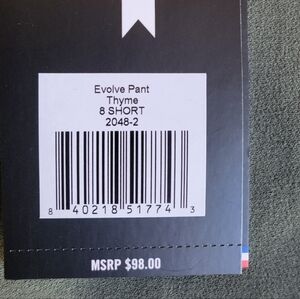 Evolve Pant
Thyme
8 SHORT
2048-2
8 40218 51774 3
MSRP $98.00